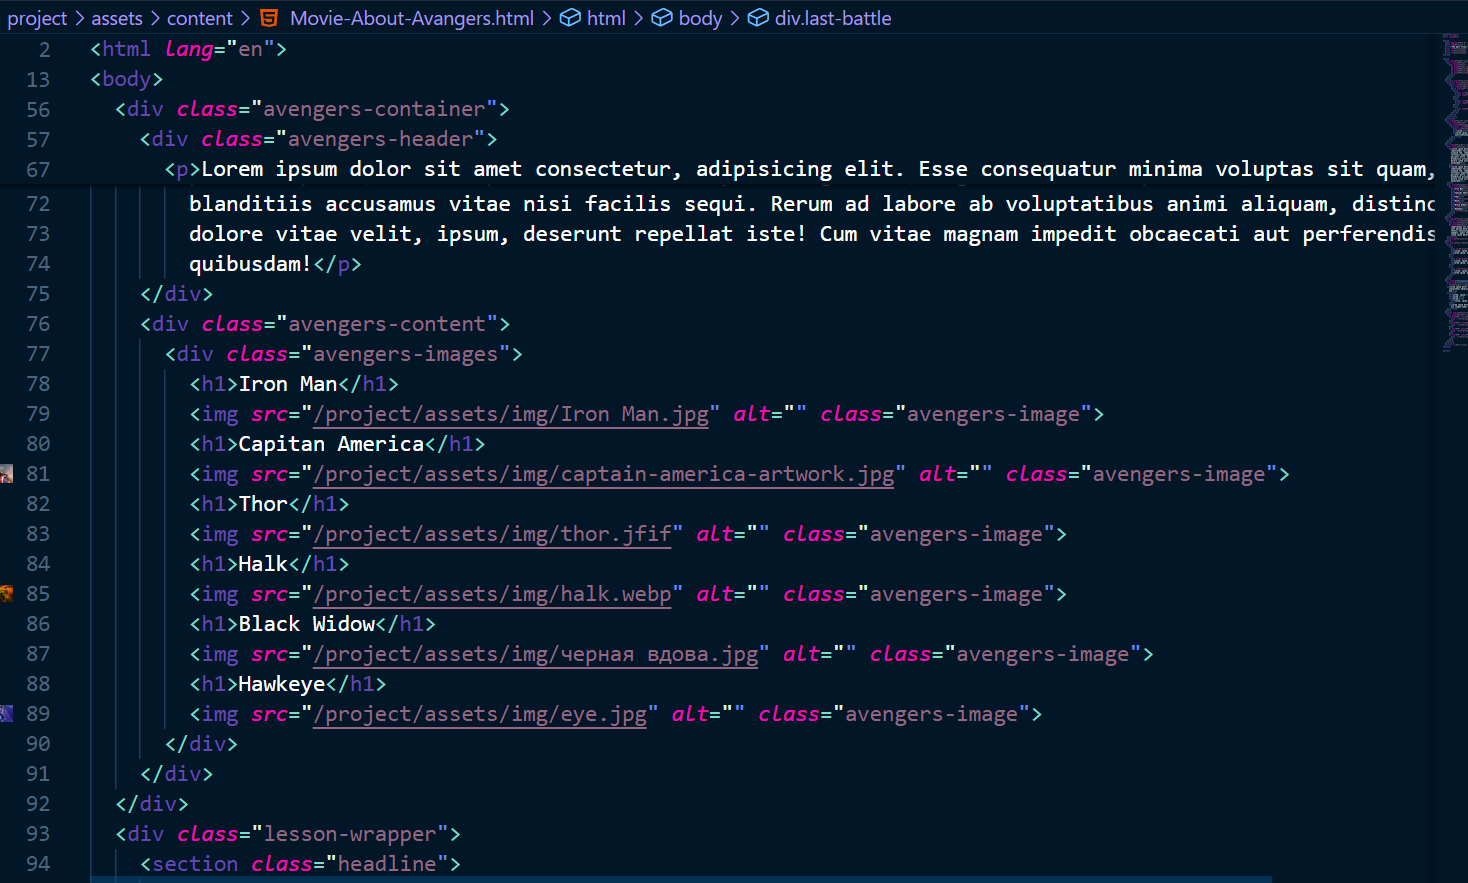 project > assets > content > Movie-About-Avangers.html > html > body > div.last-battle
2 <html lang="en">
13 <body>
56 <div class="avengers-container">
57 <div class="avengers-header">
67 <p>Lorem ipsum dolor sit amet consectetur, adipisicing elit. Esse consequatur minima voluptas sit quam,
72 blanditiis accusamus vitae nisi facilis sequi. Rerum ad labore ab voluptatibus animi aliquam, distinc
73 dolore vitae velit, ipsum, deserunt repellat iste! Cum vitae magnam impedit obcaecati aut perferendis
74 quibusdam!</p>
75 </div>
76 <div class="avengers-content">
77 <div class="avengers-images">
78 <h1>Iron Man</h1>
79 <img src="/project/assets/img/Iron Man.jpg" alt="" class="avengers-image">
80 <h1>Capitan America</h1>
81 <img src="/project/assets/img/captain-america-artwork.jpg" alt="" class="avengers-image">
82 <h1>Thor</h1>
83 <img src="/project/assets/img/thor.jfif" alt="" class="avengers-image">
84 <h1>Halk</h1>
85 <img src="/project/assets/img/halk.webp" alt="" class="avengers-image">
86 <h1>Black Widow</h1>
87 <img src="/project/assets/img/черная вдова.jpg" alt="" class="avengers-image">
88 <h1>Hawkeye</h1>
89 <img src="/project/assets/img/eye.jpg" alt="" class="avengers-image">
90 </div>
91 </div>
92 </div>
93 <div class="lesson-wrapper">
94 <section class="headline">